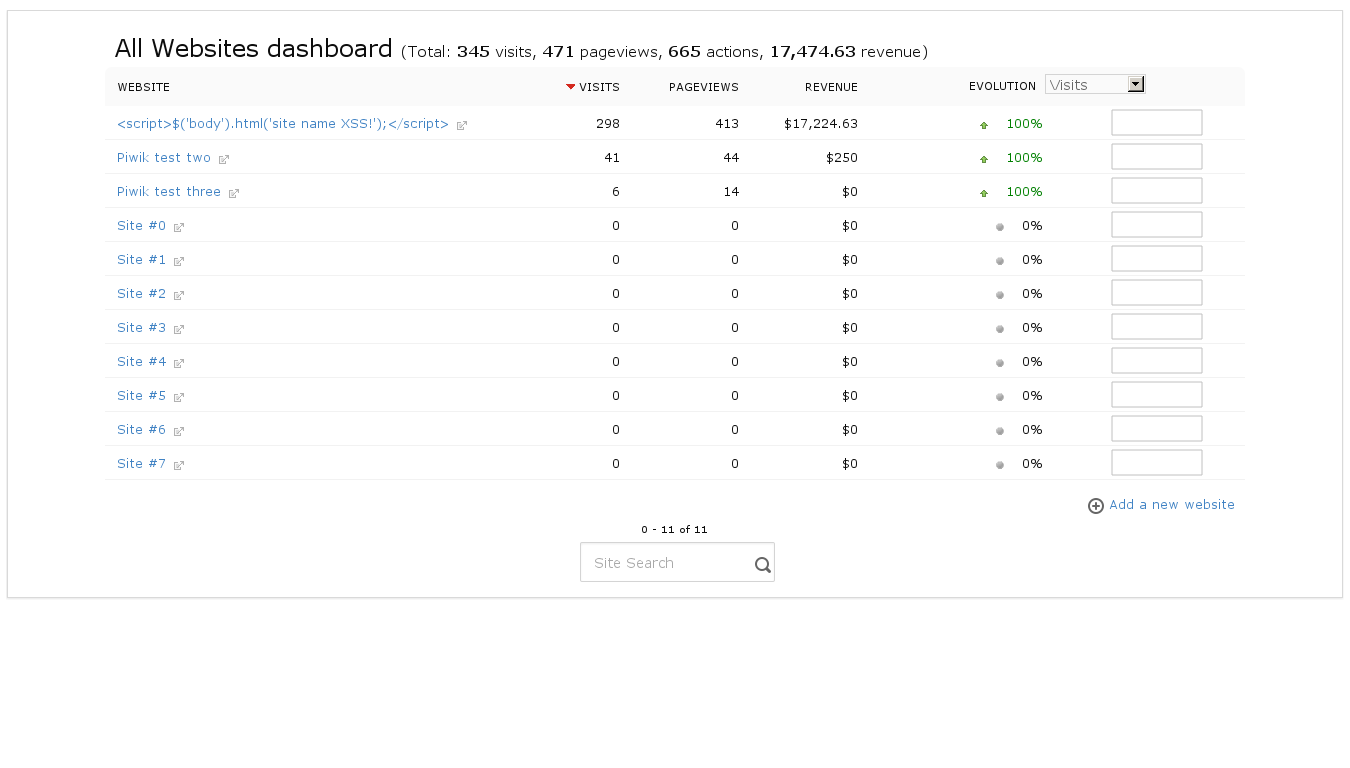 All Websites dashboard (Total: 345 visits, 471 pageviews, 665 actions, 17,474.63 revenue)
WEBSITE VISITS PAGEVIEWS REVENUE EVOLUTION Visits
<script>$('body').html('site name XSS!');</script> 298 413 $17,224.63 100%
Piwik test two 41 44 $250 100%
Piwik test three 6 14 $0 100%
Site #0 0 0 $0 0%
Site #1 0 0 $0 0%
Site #2 0 0 $0 0%
Site #3 0 0 $0 0%
Site #4 0 0 $0 0%
Site #5 0 0 $0 0%
Site #6 0 0 $0 0%
Site #7 0 0 $0 0%
Add a new website
0 - 11 of 11
Site Search